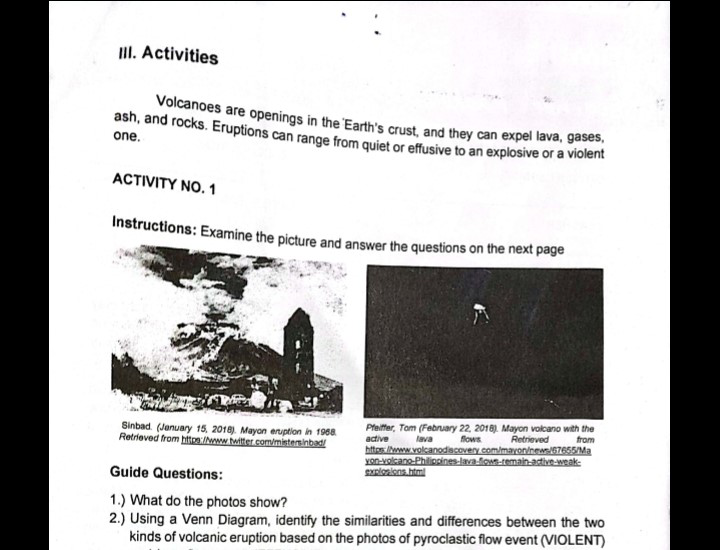 III. Activities
Volcanoes are openings in the Earth's crust, and they can expel lava, gases,
ash, and rocks. Eruptions can range from quiet or effusive to an explosive or a violent
one.
ACTIVITY NO. 1
Instructions: Examine the picture and answer the questions on the next page
Sinbad. (January 15, 2018). Mayon eruption in 1968.
Retrieved from https://www.twitter.com/mistersinbad/
Pfeiffer, Tom (February 22, 2018). Mayon volcano with the
active lava flows. Retrieved from
https://www.volcanodiscovery.com/mayon/news/67655/Ma
yon-volcano-Philippines-lava-flows-remain-active-weak-
explosions.html
Guide Questions:
1.) What do the photos show?
2.) Using a Venn Diagram, identify the similarities and differences between the two
kinds of volcanic eruption based on the photos of pyroclastic flow event (VIOLENT)